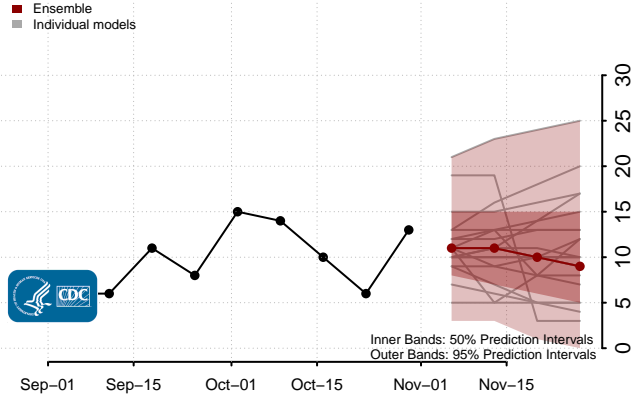 Ensemble
Individual models
30
25
20
15
10
5
0
CDC
Inner Bands: 50% Prediction Intervals
Outer Bands: 95% Prediction Intervals
Sep–01 Sep–15 Oct–01 Oct–15 Nov–01 Nov–15